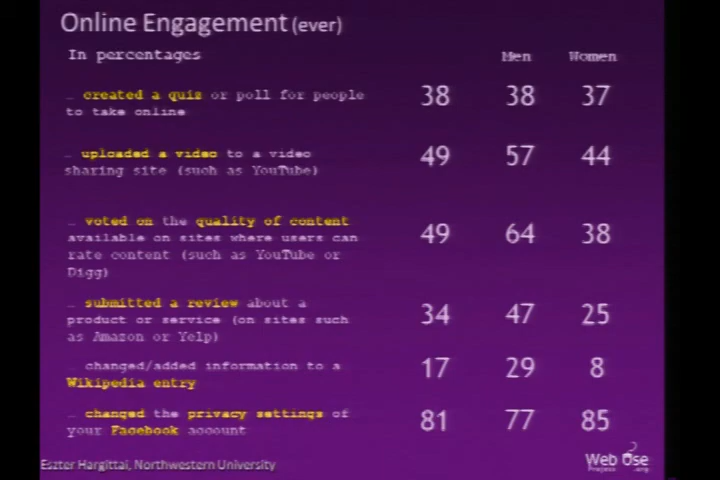 Online Engagement (ever)
In percentages
Men Women
… created a quiz or poll for people
to take online
38 38 37
… uploaded a video to a video
sharing site (such as YouTube)
49 57 44
… voted on the quality of content
available on sites where users can
rate content (such as YouTube or
Digg)
49 64 38
… submitted a review about a
product or service (on sites such
as Amazon or Yelp)
34 47 25
… changed/added information to a
Wikipedia entry
17 29 8
… changed the privacy settings of
your Facebook account
81 77 85
Eszter Hargittai, Northwestern University
Web Use
Project .org